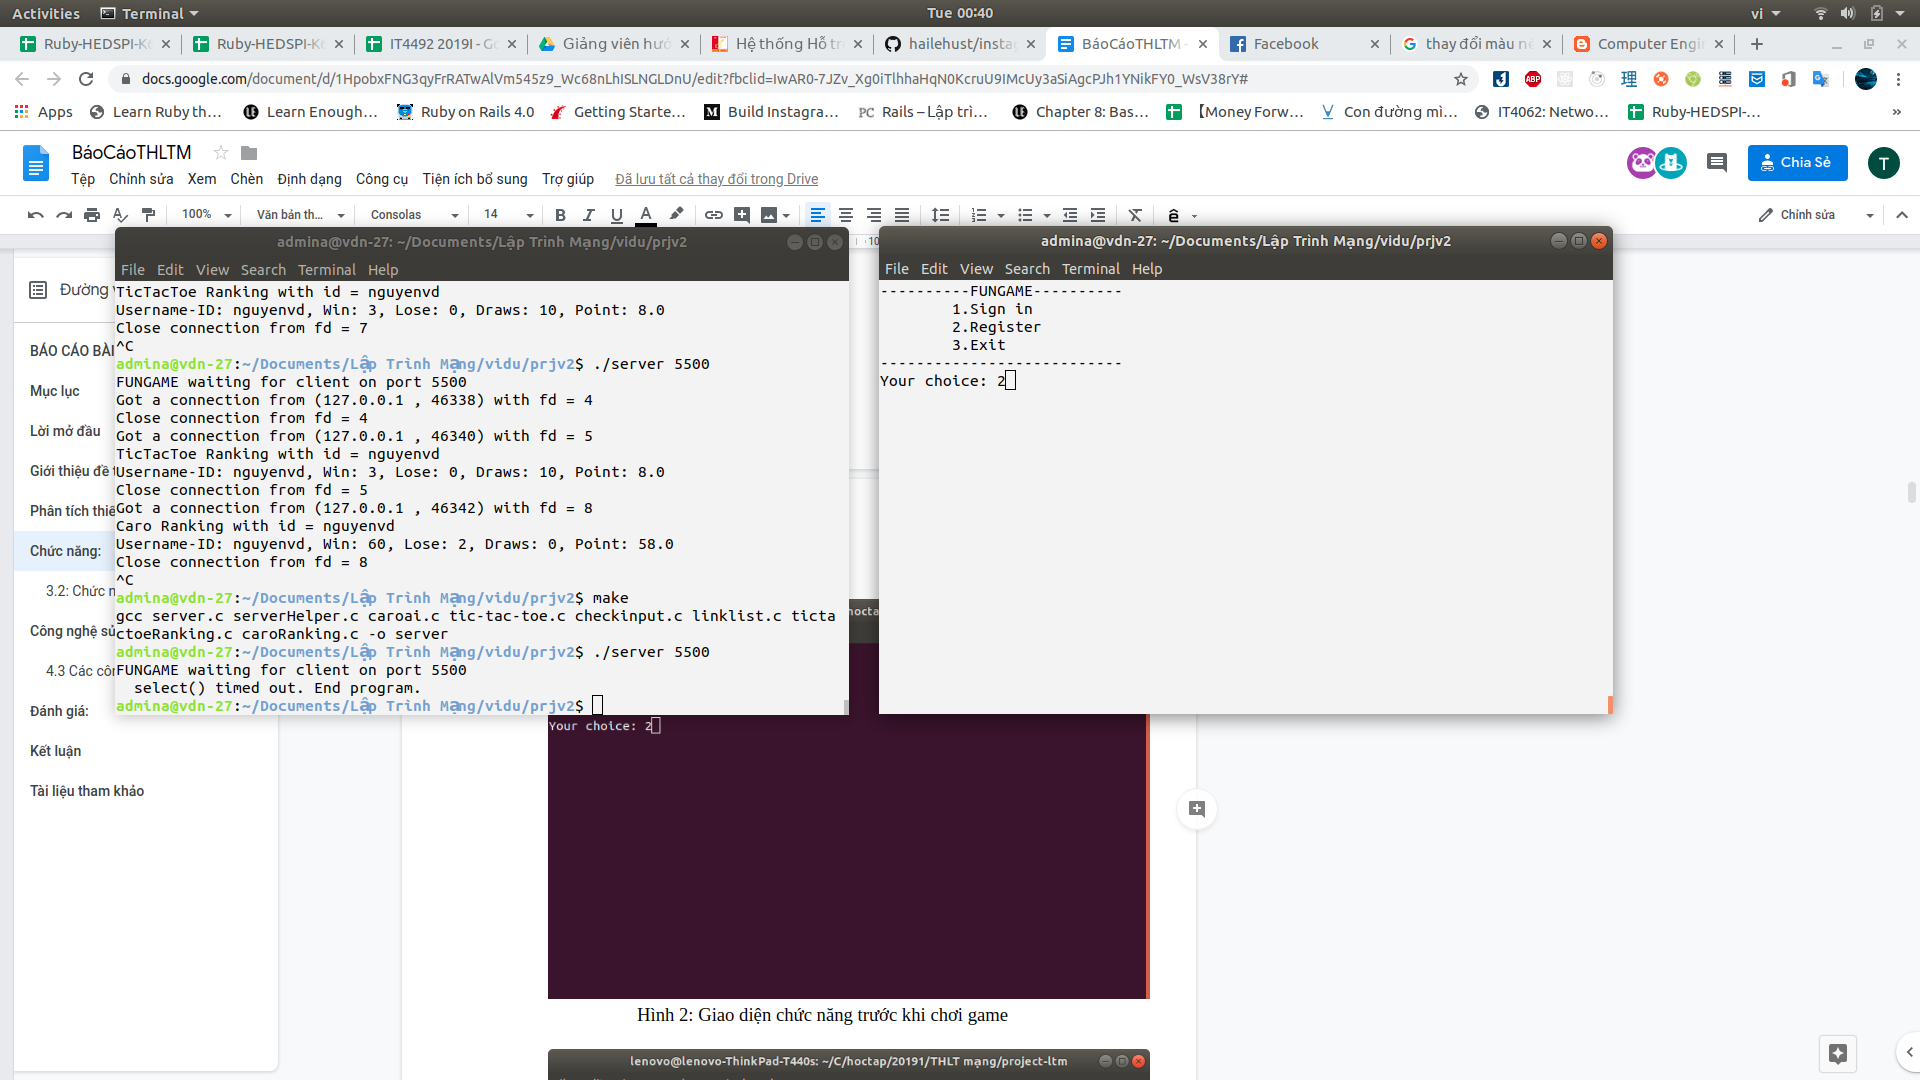 Activities
Terminal
Tue 00:40
vi
Ruby-HEDSPI-K6
Ruby-HEDSPI-K6
IT4492 2019I - Go
Giảng viên hướ
Hệ thống Hỗ tr
hailehust/insta
BáoCáoTHLTM -
Facebook
thay đổi màu nề
Computer Engi
docs.google.com/document/d/1HpobxFNG3qyFrRATwAlVm545z9_Wc68nLhISLNGLDnU/edit?fbclid=IwAR0-7JZv_Xg0iTlhhaHqN0KcruU9IMcUy3aSiAgcPJh1YNikFY0_WsV38rY#
Apps
Learn Ruby th...
Learn Enough...
Ruby on Rails 4.0
Getting Starte...
Build Instagra...
PC Rails – Lập trì...
Chapter 8: Bas...
【Money Forw...
Con đường mì...
IT4062: Netwo...
Ruby-HEDSPI-...
»
BáoCáoTHLTM
Chia Sẻ
T
Tệp Chỉnh sửa Xem Chèn Định dạng Công cụ Tiện ích bổ sung Trợ giúp
Đã lưu tất cả thay đổi trong Drive
100%
Văn bản th...
Consolas
14
B I U A
Chỉnh sửa
Đường
BÁO CÁO BÀI
Mục lục
Lời mở đầu
Giới thiệu đề t
Phân tích thiế
Chức năng:
3.2: Chức n
Công nghệ sử
4.3 Các côn
Đánh giá:
Kết luận
Tài liệu tham khảo
admina@vdn-27: ~/Documents/Lập Trình Mạng/vidu/prjv2
File Edit View Search Terminal Help
TicTacToe Ranking with id = nguyenvd
Username-ID: nguyenvd, Win: 3, Lose: 0, Draws: 10, Point: 8.0
Close connection from fd = 7
^C
admina@vdn-27:~/Documents/Lập Trình Mạng/vidu/prjv2$ ./server 5500
FUNGAME waiting for client on port 5500
Got a connection from (127.0.0.1 , 46338) with fd = 4
Close connection from fd = 4
Got a connection from (127.0.0.1 , 46340) with fd = 5
TicTacToe Ranking with id = nguyenvd
Username-ID: nguyenvd, Win: 3, Lose: 0, Draws: 10, Point: 8.0
Close connection from fd = 5
Got a connection from (127.0.0.1 , 46342) with fd = 8
Caro Ranking with id = nguyenvd
Username-ID: nguyenvd, Win: 60, Lose: 2, Draws: 0, Point: 58.0
Close connection from fd = 8
^C
admina@vdn-27:~/Documents/Lập Trình Mạng/vidu/prjv2$ make
gcc server.c serverHelper.c caroai.c tic-tac-toe.c checkinput.c linklist.c ticta
ctoeRanking.c caroRanking.c -o server
admina@vdn-27:~/Documents/Lập Trình Mạng/vidu/prjv2$ ./server 5500
FUNGAME waiting for client on port 5500
select() timed out. End program.
admina@vdn-27:~/Documents/Lập Trình Mạng/vidu/prjv2$
admina@vdn-27: ~/Documents/Lập Trình Mạng/vidu/prjv2
File Edit View Search Terminal Help
----------FUNGAME----------
1.Sign in
2.Register
3.Exit
---------------------------
Your choice: 2
10
hoctap
Your choice: 2
Hình 2: Giao diện chức năng trước khi chơi game
lenovo@lenovo-ThinkPad-T440s: ~/C/hoctap/20191/THLT mạng/project-ltm